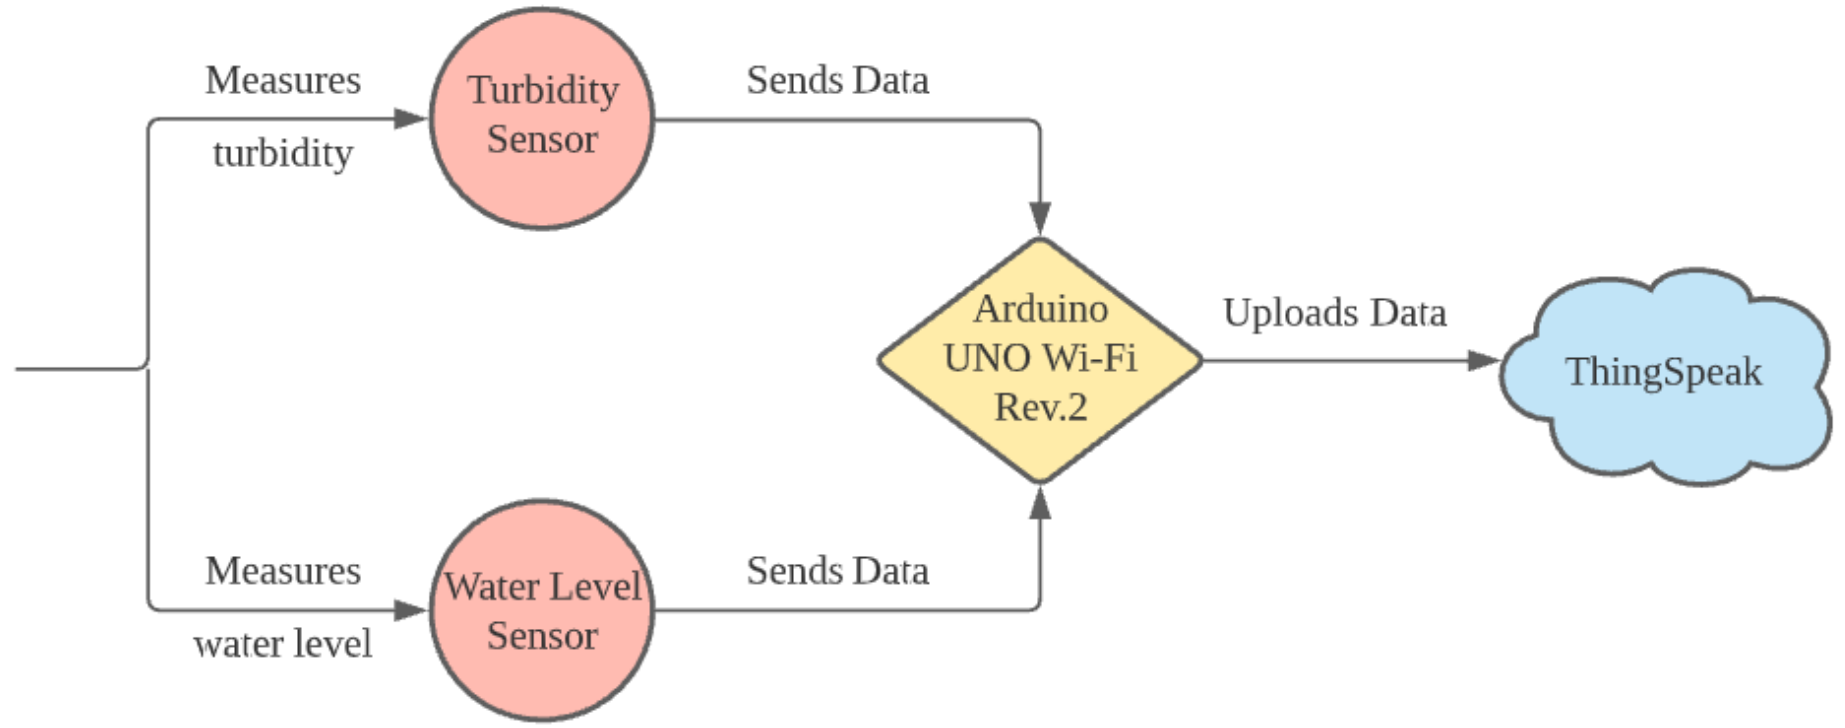 Measures
turbidity
Turbidity
Sensor
Sends Data
Arduino
UNO Wi-Fi
Rev.2
Uploads Data
ThingSpeak
Measures
water level
Water Level
Sensor
Sends Data